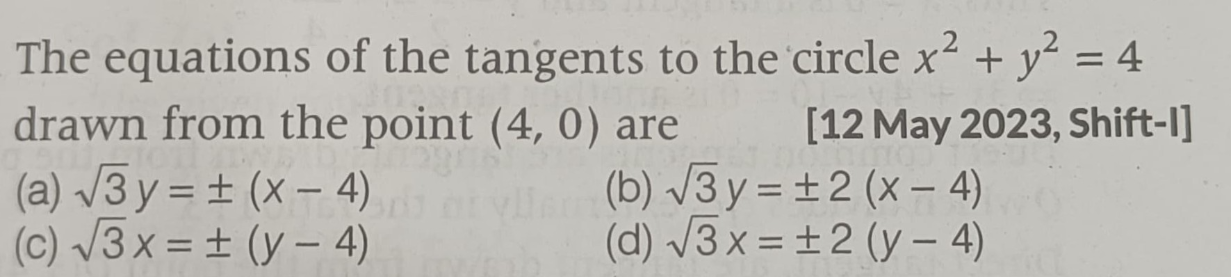 The equations of the tangents to the circle x² + y² = 4
drawn from the point (4, 0) are [12 May 2023, Shift-I]
(a) √3 y = ± (x – 4) (b) √3 y = ± 2 (x – 4)
(c) √3 x = ± (y – 4) (d) √3 x = ± 2 (y – 4)